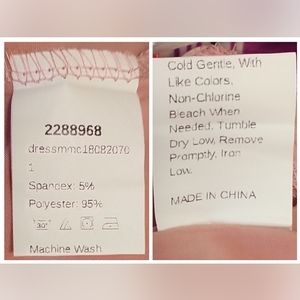 2288968
dressmmc18082070
1
Spandex: 5%
Polyester: 95%
30°
Machine Wash
Cold Gentle, With
Like Colors.
Non-Chlorine
Bleach When
Needed. Tumble
Dry Low, Remove
Promptly, Iron
Low.
MADE IN CHINA